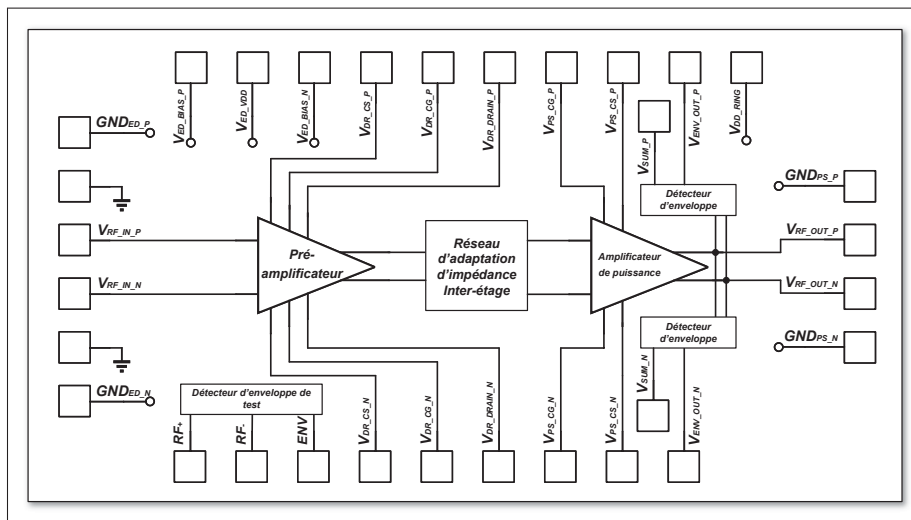 VED_BIAS_P
VED_VDD
VED_BIAS_N
VDR_CS_P
VDR_CG_P
VDR_DRAIN_P
VPS_CG_P
VPS_CS_P
VSUM_P
VENV_OUT_P
VDD_RING
GNDED_P
GNDPS_P
Détecteur
d'enveloppe
VRF_IN_P
VRF_OUT_P
Pré-
amplificateur
Réseau
d'adaptation
d'impédance
Inter-étage
Amplificateur
de puissance
VRF_IN_N
VRF_OUT_N
Détecteur
d'enveloppe
GNDPS_N
GNDED_N
Détecteur d'enveloppe de
test
RF+
RF-
ENV
VDR_CS_N
VDR_CG_N
VDR_DRAIN_N
VPS_CG_N
VPS_CS_N
VSUM_N
VENV_OUT_N